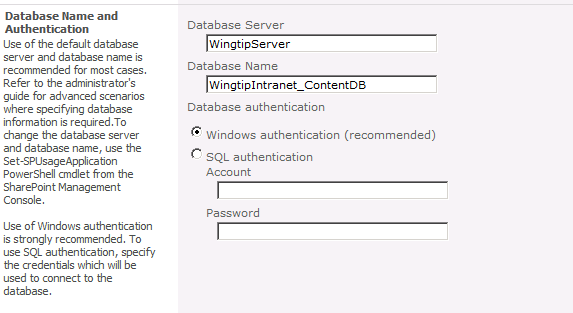 Database Name and
Authentication
Use of the default database
server and database name is
recommended for most cases.
Refer to the administrator's
guide for advanced scenarios
where specifying database
information is required.To
change the database server
and database name, use the
Set-SPUsageApplication
PowerShell cmdlet from the
SharePoint Management
Console.
Use of Windows authentication
is strongly recommended. To
use SQL authentication, specify
the credentials which will be
used to connect to the
database.
Database Server
WingtipServer
Database Name
WingtipIntranet_ContentDB
Database authentication
Windows authentication (recommended)
SQL authentication
Account
Password